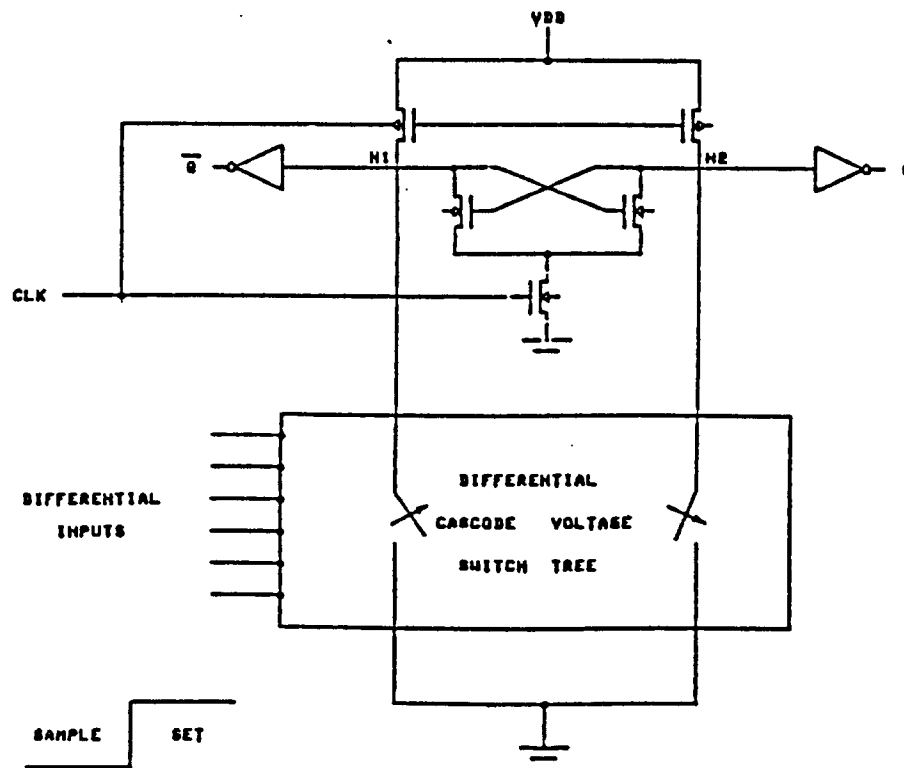 VDD
Q
N1
N2
CLK
DIFFERENTIAL
INPUTS
DIFFERENTIAL
CASCODE VOLTAGE
SWITCH TREE
SAMPLE SET